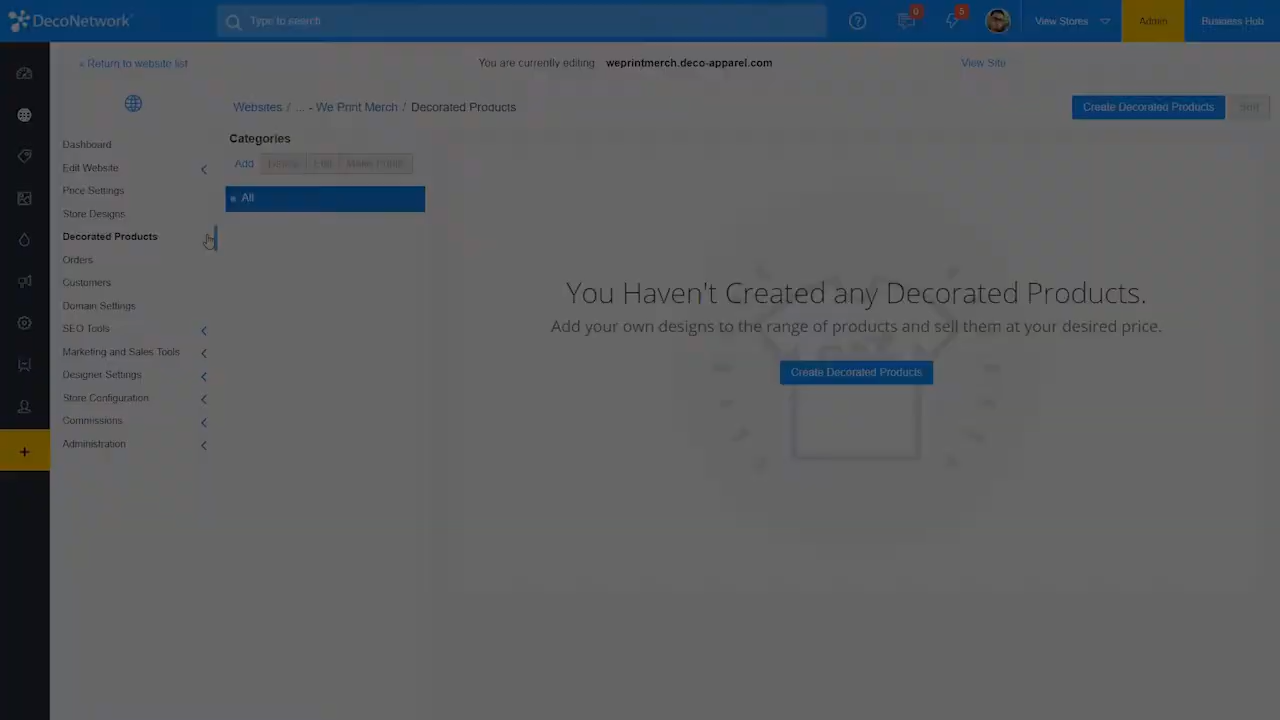 DecoNetwork
Type to search
0
5
View Stores
Admin
Business Hub
« Return to website list
You are currently editing weprintmerch.deco-apparel.com
View Site
Websites / ... - We Print Merch / Decorated Products
Create Decorated Products
Sort
Categories
Add Delete Edit Make Public
All
Dashboard
Edit Website
Price Settings
Store Designs
Decorated Products
Orders
Customers
Domain Settings
SEO Tools
Marketing and Sales Tools
Designer Settings
Store Configuration
Commissions
Administration
You Haven't Created any Decorated Products.
Add your own designs to the range of products and sell them at your desired price.
Create Decorated Products